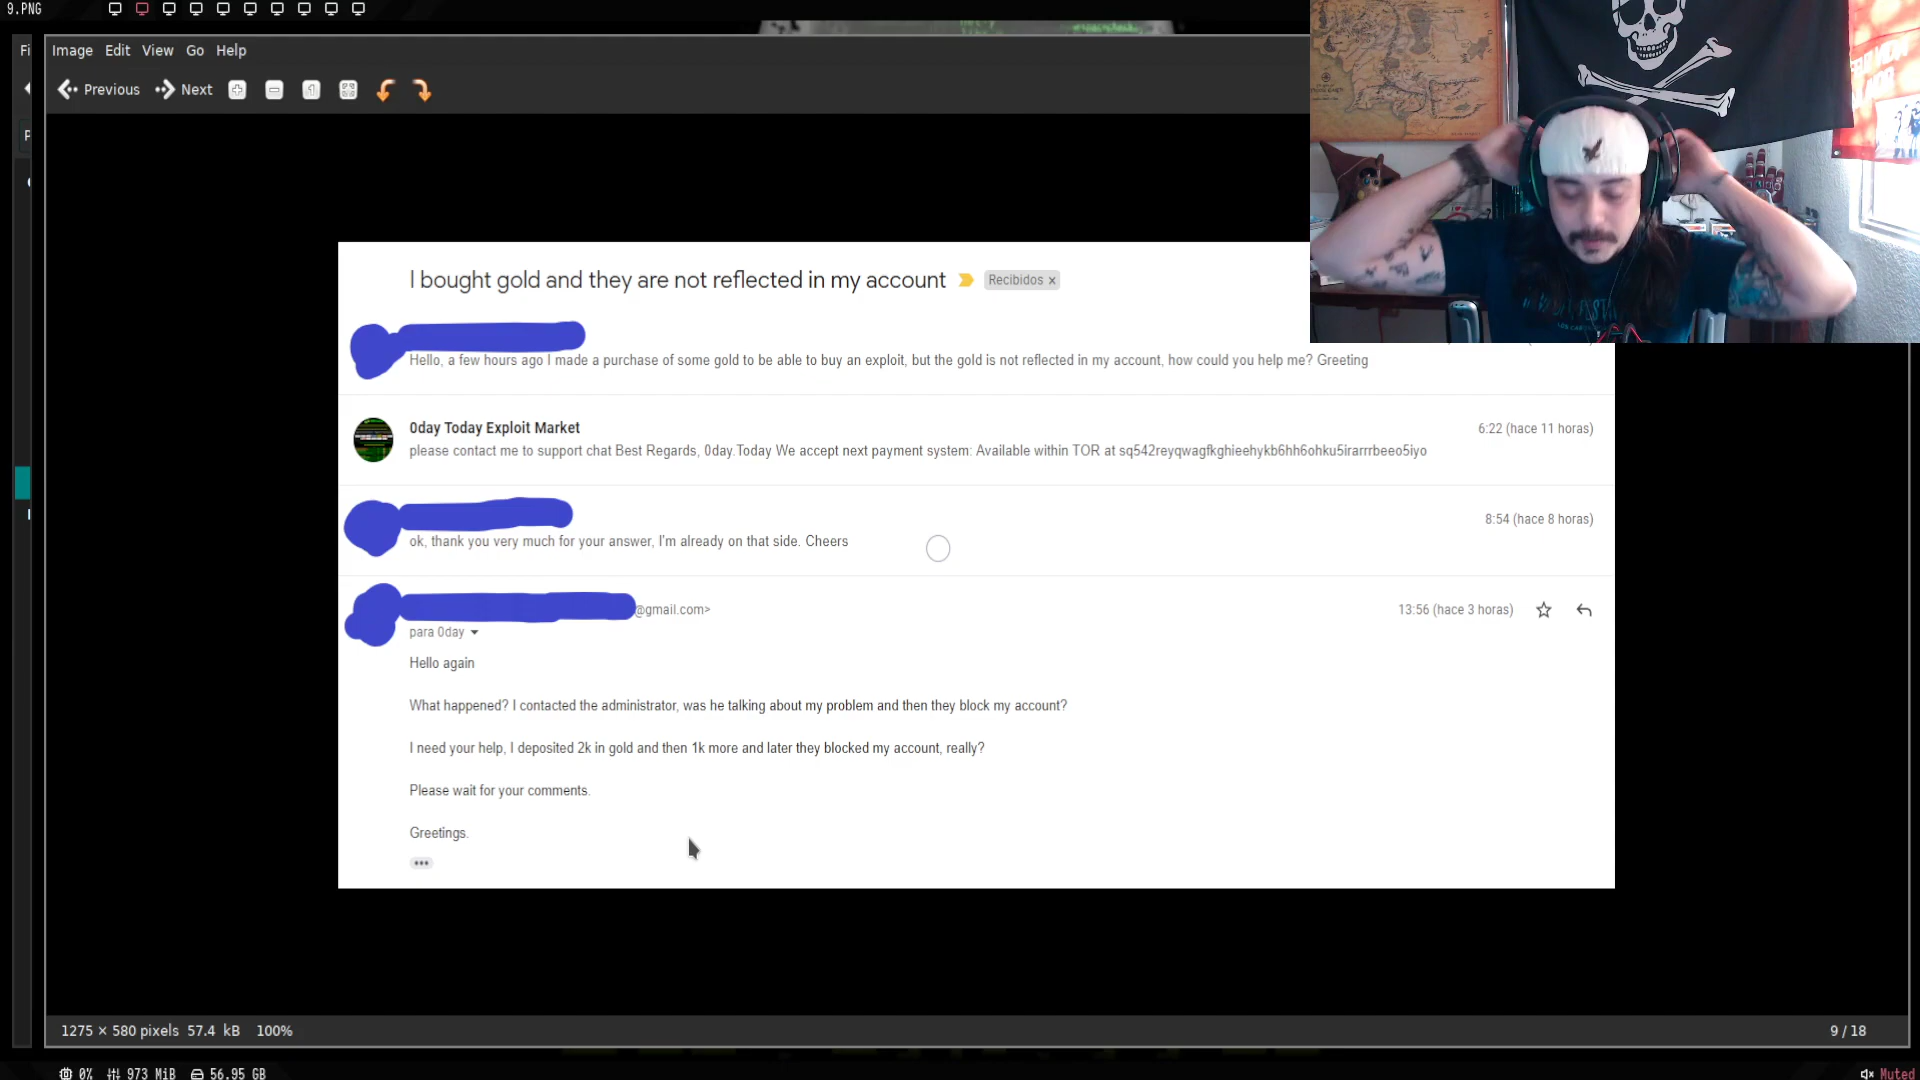 9.PNG
Image Edit View Go Help
Previous Next
I bought gold and they are not reflected in my account Recibidos x
Hello, a few hours ago I made a purchase of some gold to be able to buy an exploit, but the gold is not reflected in my account, how could you help me? Greeting
0day Today Exploit Market 6:22 (hace 11 horas)
please contact me to support chat Best Regards, 0day.Today We accept next payment system: Available within TOR at sq542reyqwagfkghieehykb6hh6ohku5irarrrbeeo5iyo
8:54 (hace 8 horas)
ok, thank you very much for your answer, I'm already on that side. Cheers
@gmail.com> 13:56 (hace 3 horas)
para 0day
Hello again
What happened? I contacted the administrator, was he talking about my problem and then they block my account?
I need your help, I deposited 2k in gold and then 1k more and later they blocked my account, really?
Please wait for your comments.
Greetings.
1275 × 580 pixels 57.4 kB 100% 9 / 18
0% 973 MiB 56.95 GB Muted